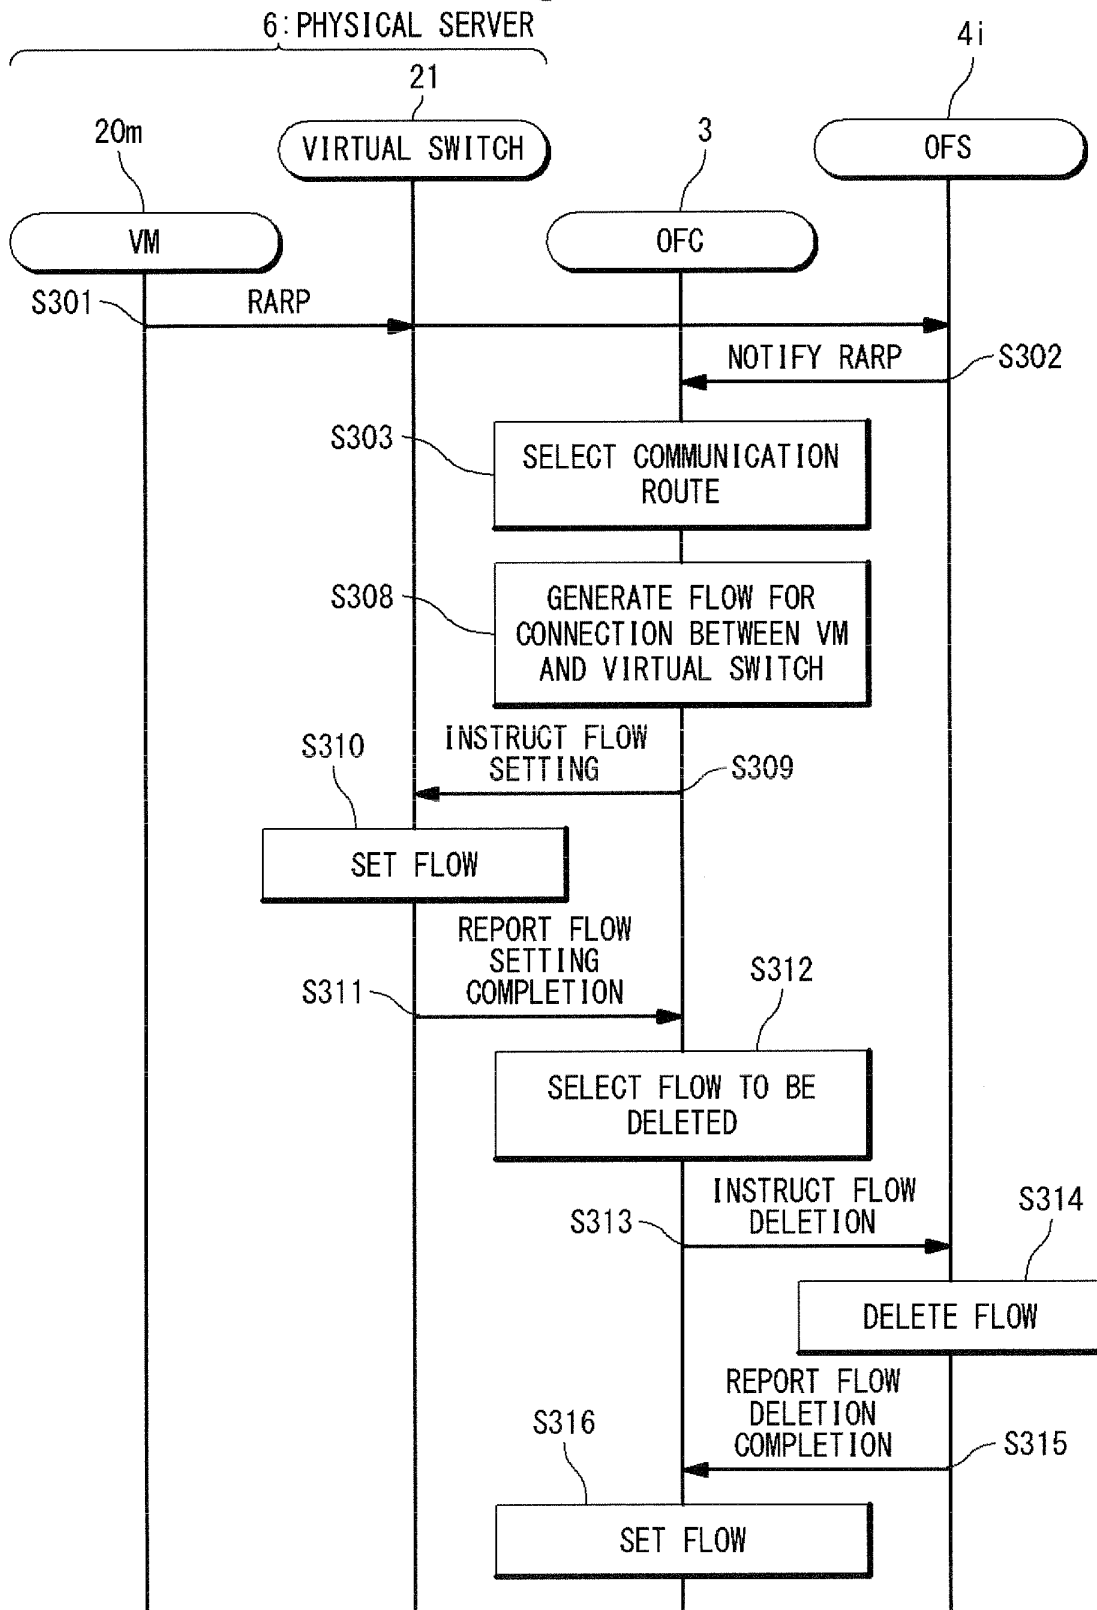 6:PHYSICAL SERVER
4i
21
20m
3
VIRTUAL SWITCH
OFS
VM
OFC
S301
RARP
NOTIFY RARP
S302
S303
SELECT COMMUNICATION
ROUTE
S308
GENERATE FLOW FOR
CONNECTION BETWEEN VM
AND VIRTUAL SWITCH
S310
INSTRUCT FLOW
SETTING
S309
SET FLOW
REPORT FLOW
SETTING
COMPLETION
S311
S312
SELECT FLOW TO BE
DELETED
S313
INSTRUCT FLOW
DELETION
S314
DELETE FLOW
REPORT FLOW
DELETION
COMPLETION
S316
S315
SET FLOW